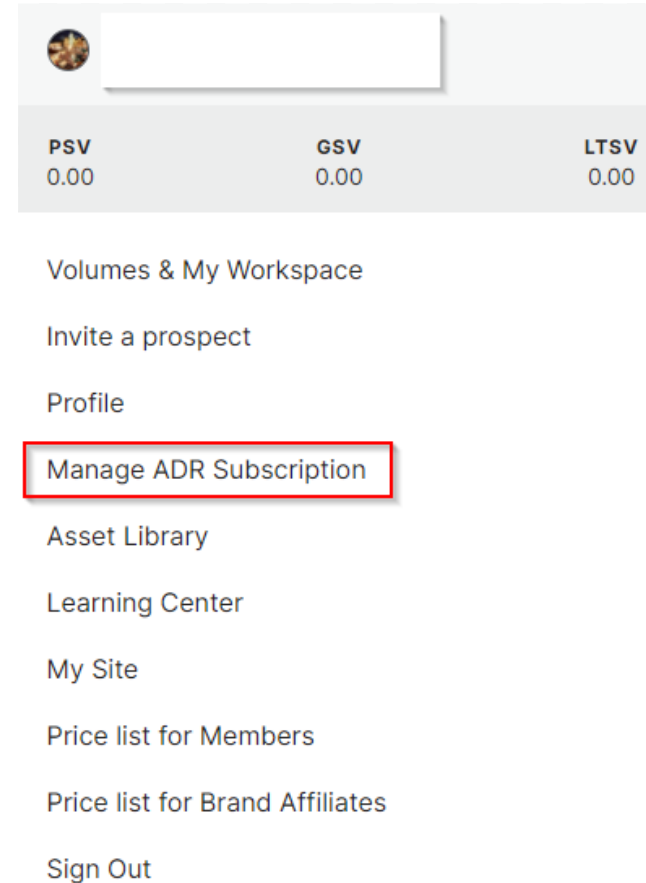 PSV GSV LTSV
0.00 0.00 0.00
Volumes & My Workspace
Invite a prospect
Profile
Manage ADR Subscription
Asset Library
Learning Center
My Site
Price list for Members
Price list for Brand Affiliates
Sign Out